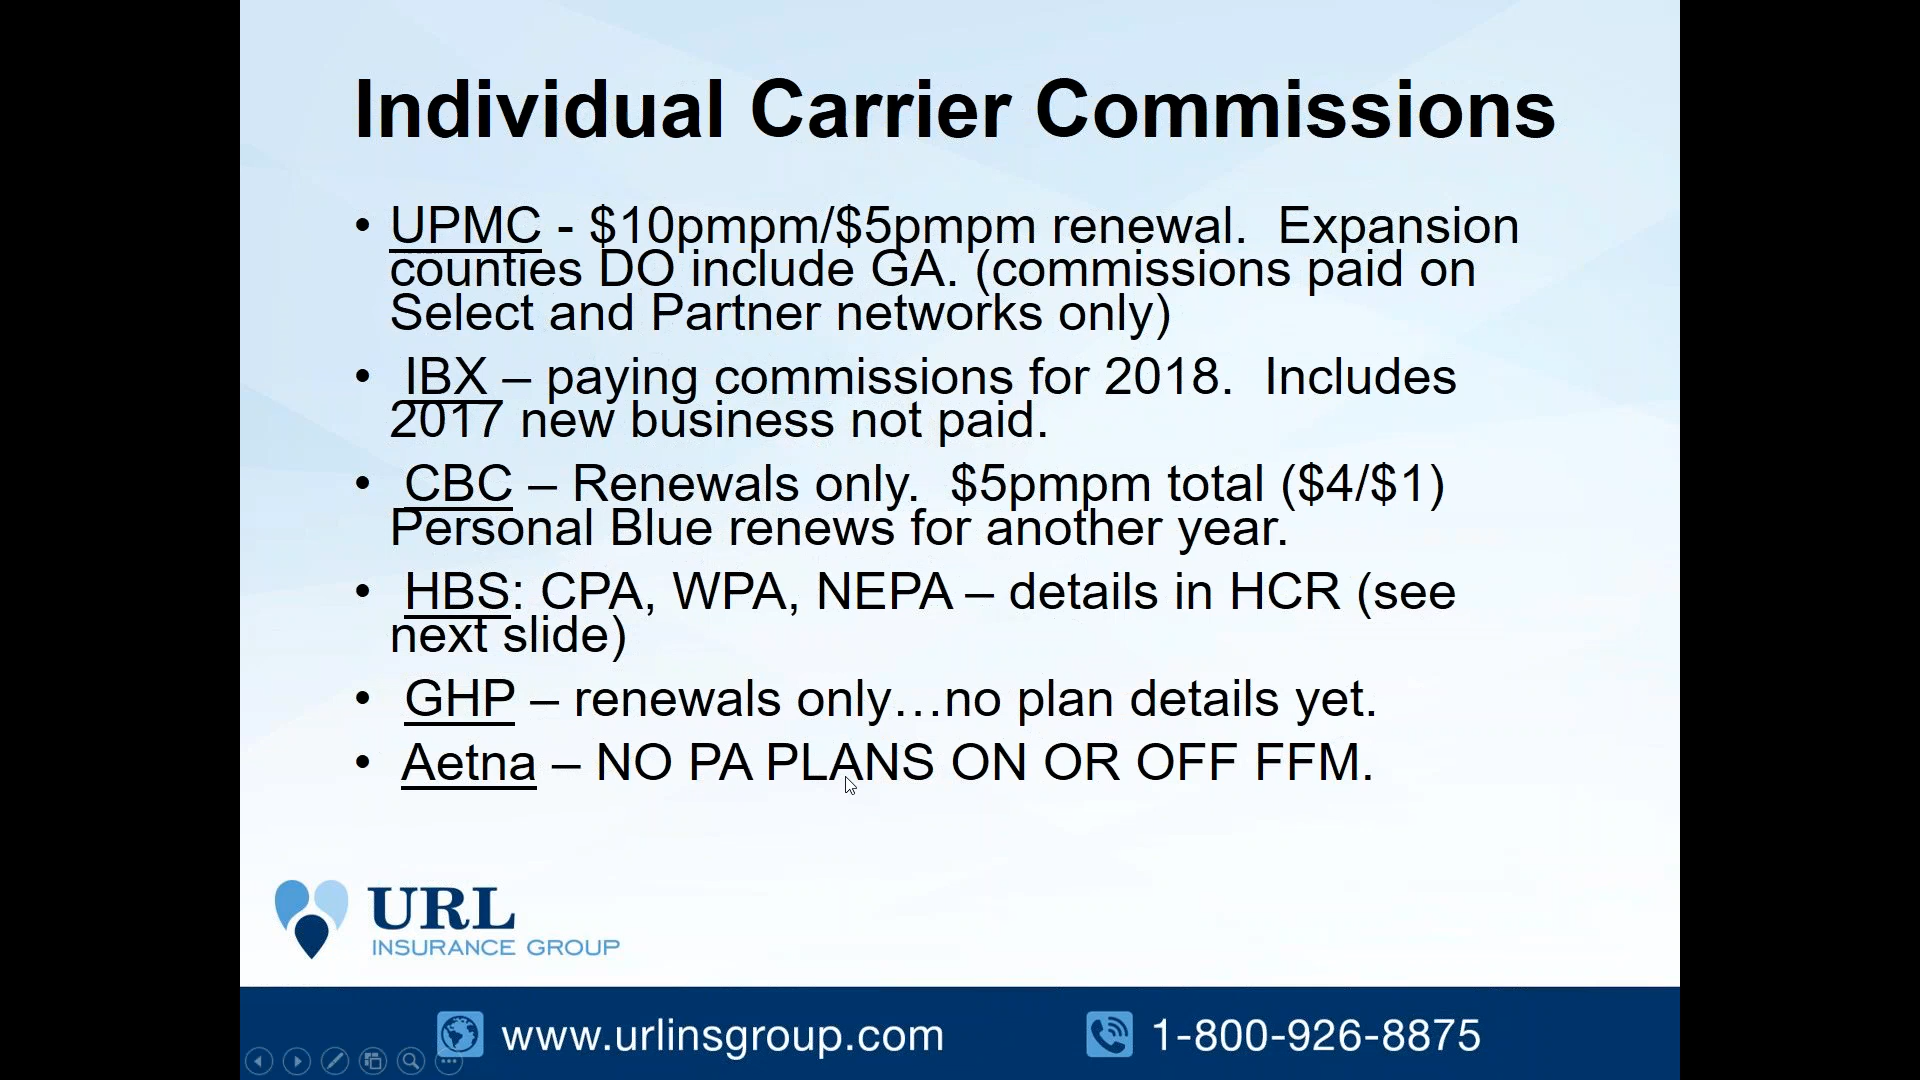 Individual Carrier Commissions
• UPMC - $10pmpm/$5pmpm renewal.  Expansion
counties DO include GA. (commissions paid on
Select and Partner networks only)
• IBX – paying commissions for 2018.  Includes
2017 new business not paid.
• CBC – Renewals only.  $5pmpm total ($4/$1)
Personal Blue renews for another year.
• HBS: CPA, WPA, NEPA – details in HCR (see
next slide)
• GHP – renewals only…no plan details yet.
• Aetna – NO PA PLANS ON OR OFF FFM.
URL
INSURANCE GROUP
www.urlinsgroup.com
1-800-926-8875